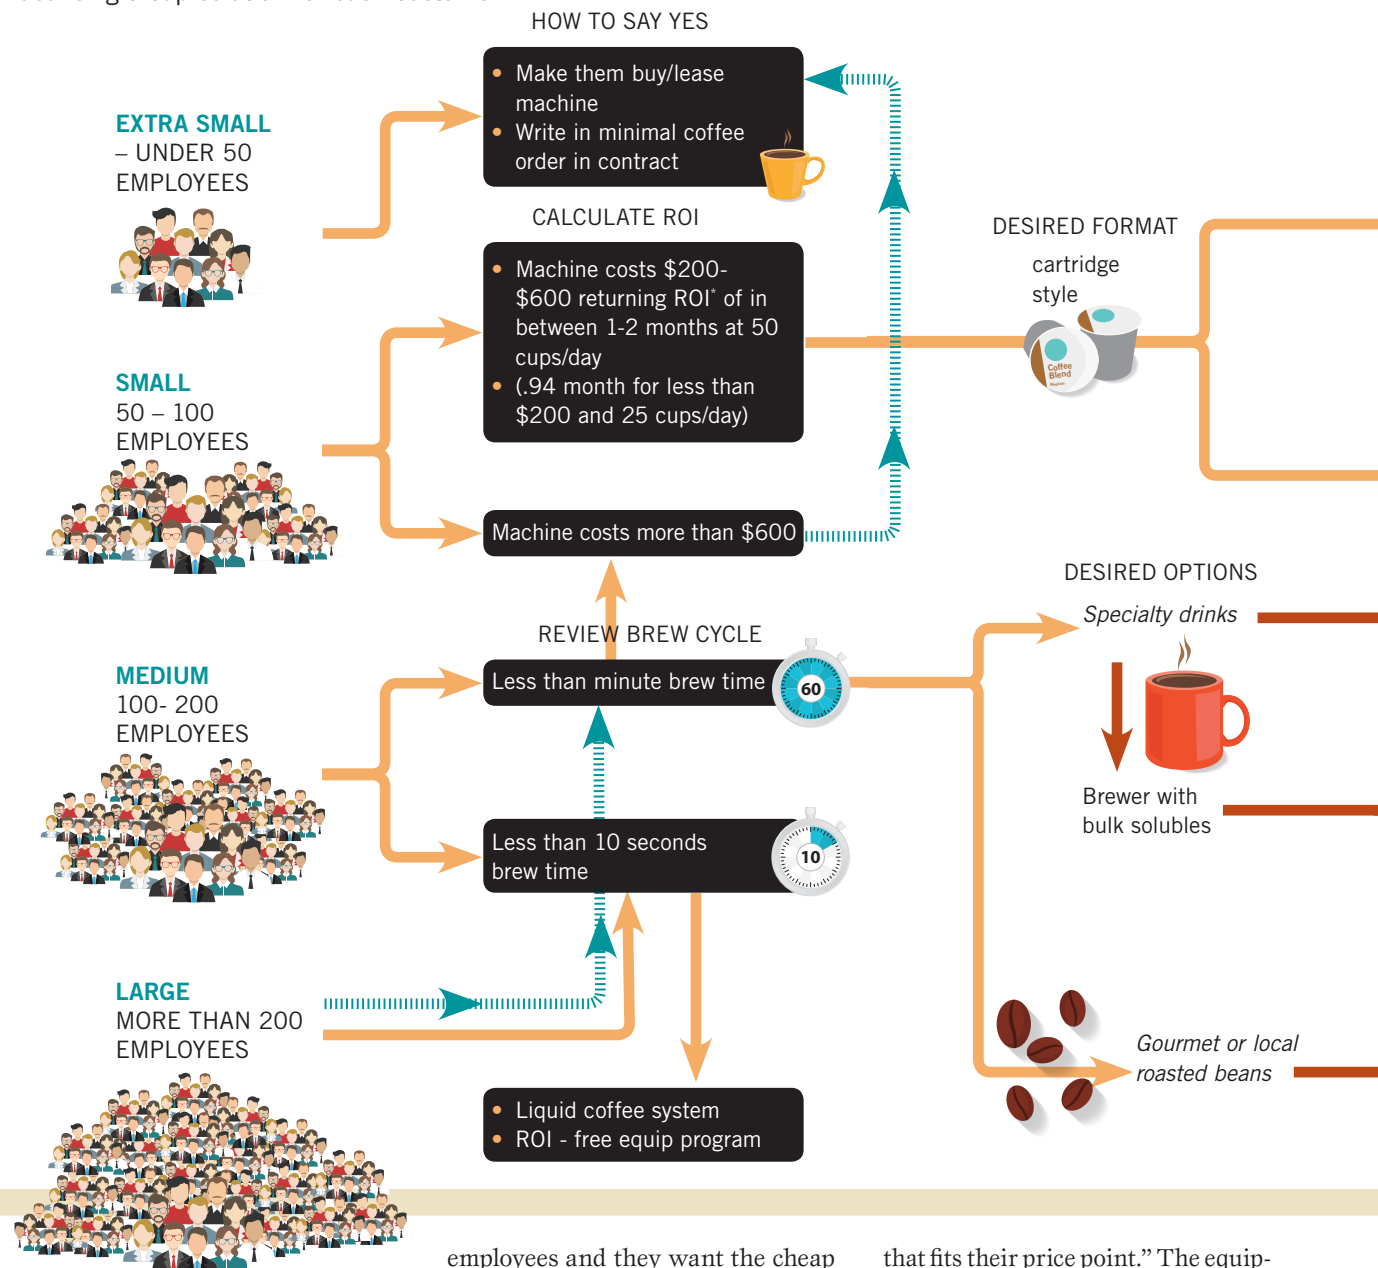 HOW TO SAY YES
• Make them buy/lease
machine
• Write in minimal coffee
order in contract
EXTRA SMALL
– UNDER 50
EMPLOYEES
CALCULATE ROI
• Machine costs $200-
$600 returning ROI* of in
between 1-2 months at 50
cups/day
• (.94 month for less than
$200 and 25 cups/day)
DESIRED FORMAT
cartridge
style
Coffee
Blend
SMALL
50 – 100
EMPLOYEES
Machine costs more than $600
DESIRED OPTIONS
Specialty drinks
REVIEW BREW CYCLE
MEDIUM
100- 200
EMPLOYEES
Less than minute brew time
60
Brewer with
bulk solubles
Less than 10 seconds
brew time
10
LARGE
MORE THAN 200
EMPLOYEES
Gourmet or local
roasted beans
• Liquid coffee system
• ROI - free equip program
employees and they want the cheap
that fits their price point.” The equip-